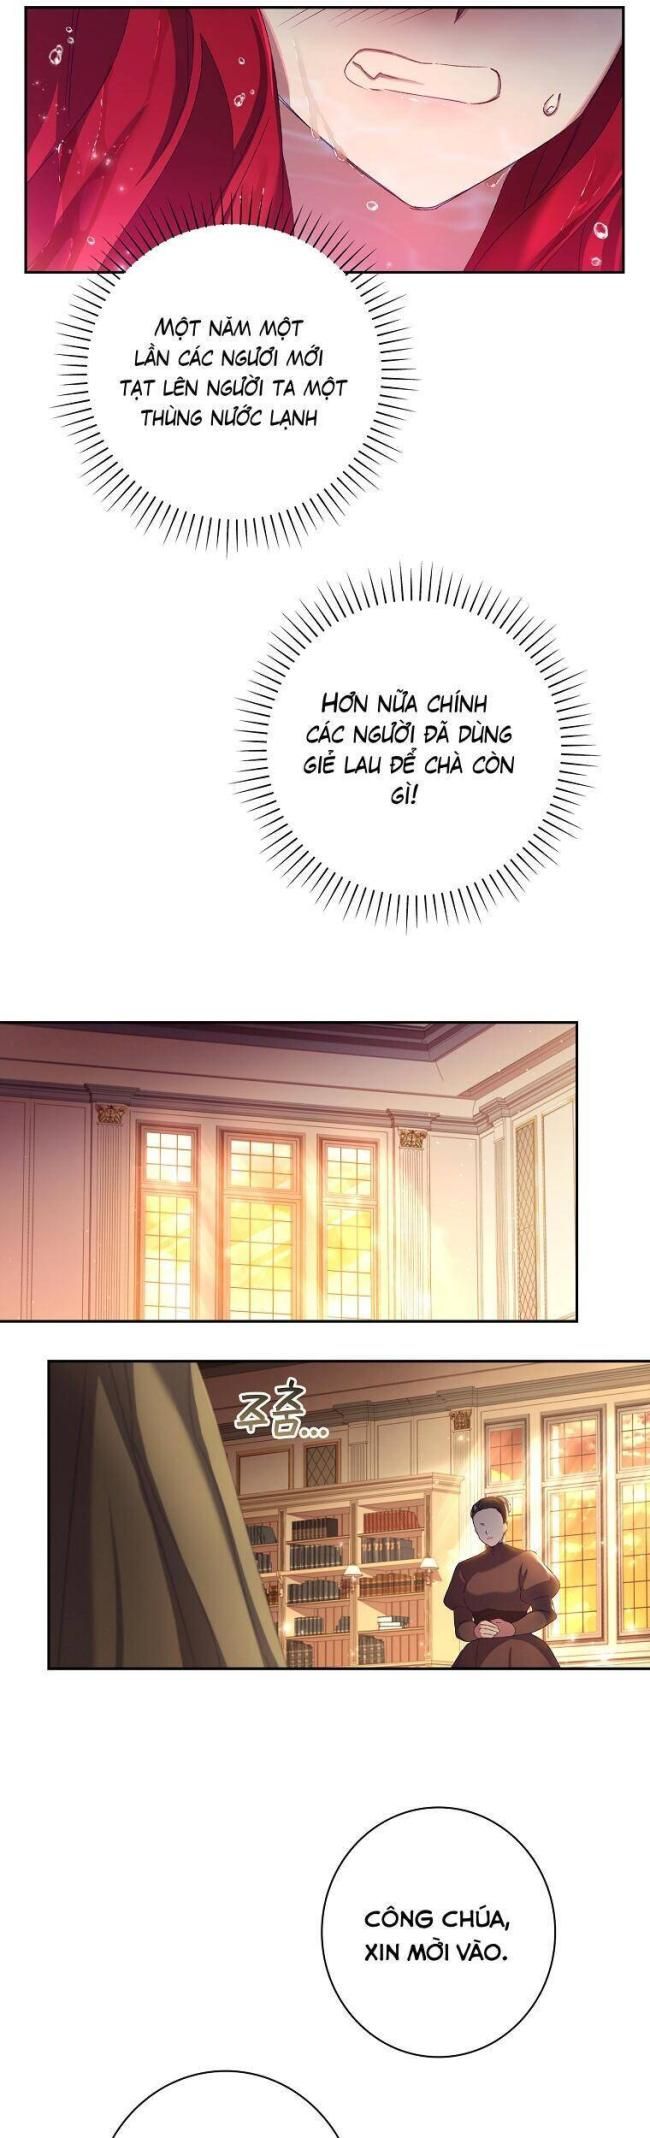 MỘT NĂM MỘT
LẦN CÁC NGƯƠI MỚI
TẠT LÊN NGƯỜI TA MỘT
THÙNG NƯỚC LẠNH
HƠN NỮA CHÍNH
CÁC NGƯỜI ĐÃ DÙNG
GIẺ LAU ĐỂ CHÀ CÒN
GÌ!
주춤...
CÔNG CHÚA,
XIN MỜI VÀO.